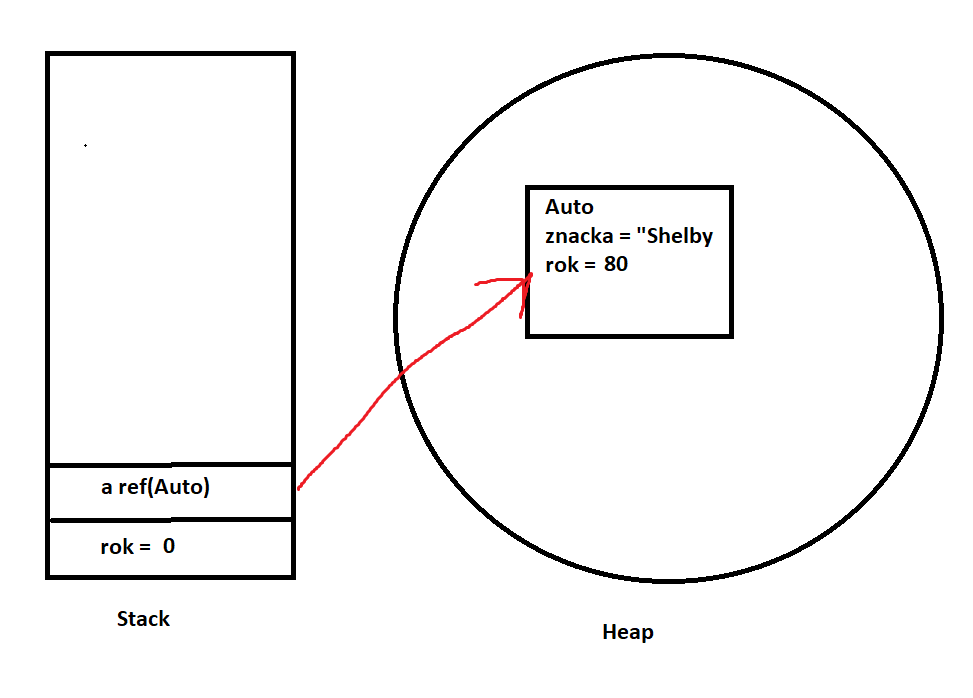 Auto
znacka = "Shelby
rok = 80
a ref(Auto)
rok = 0
Stack
Heap